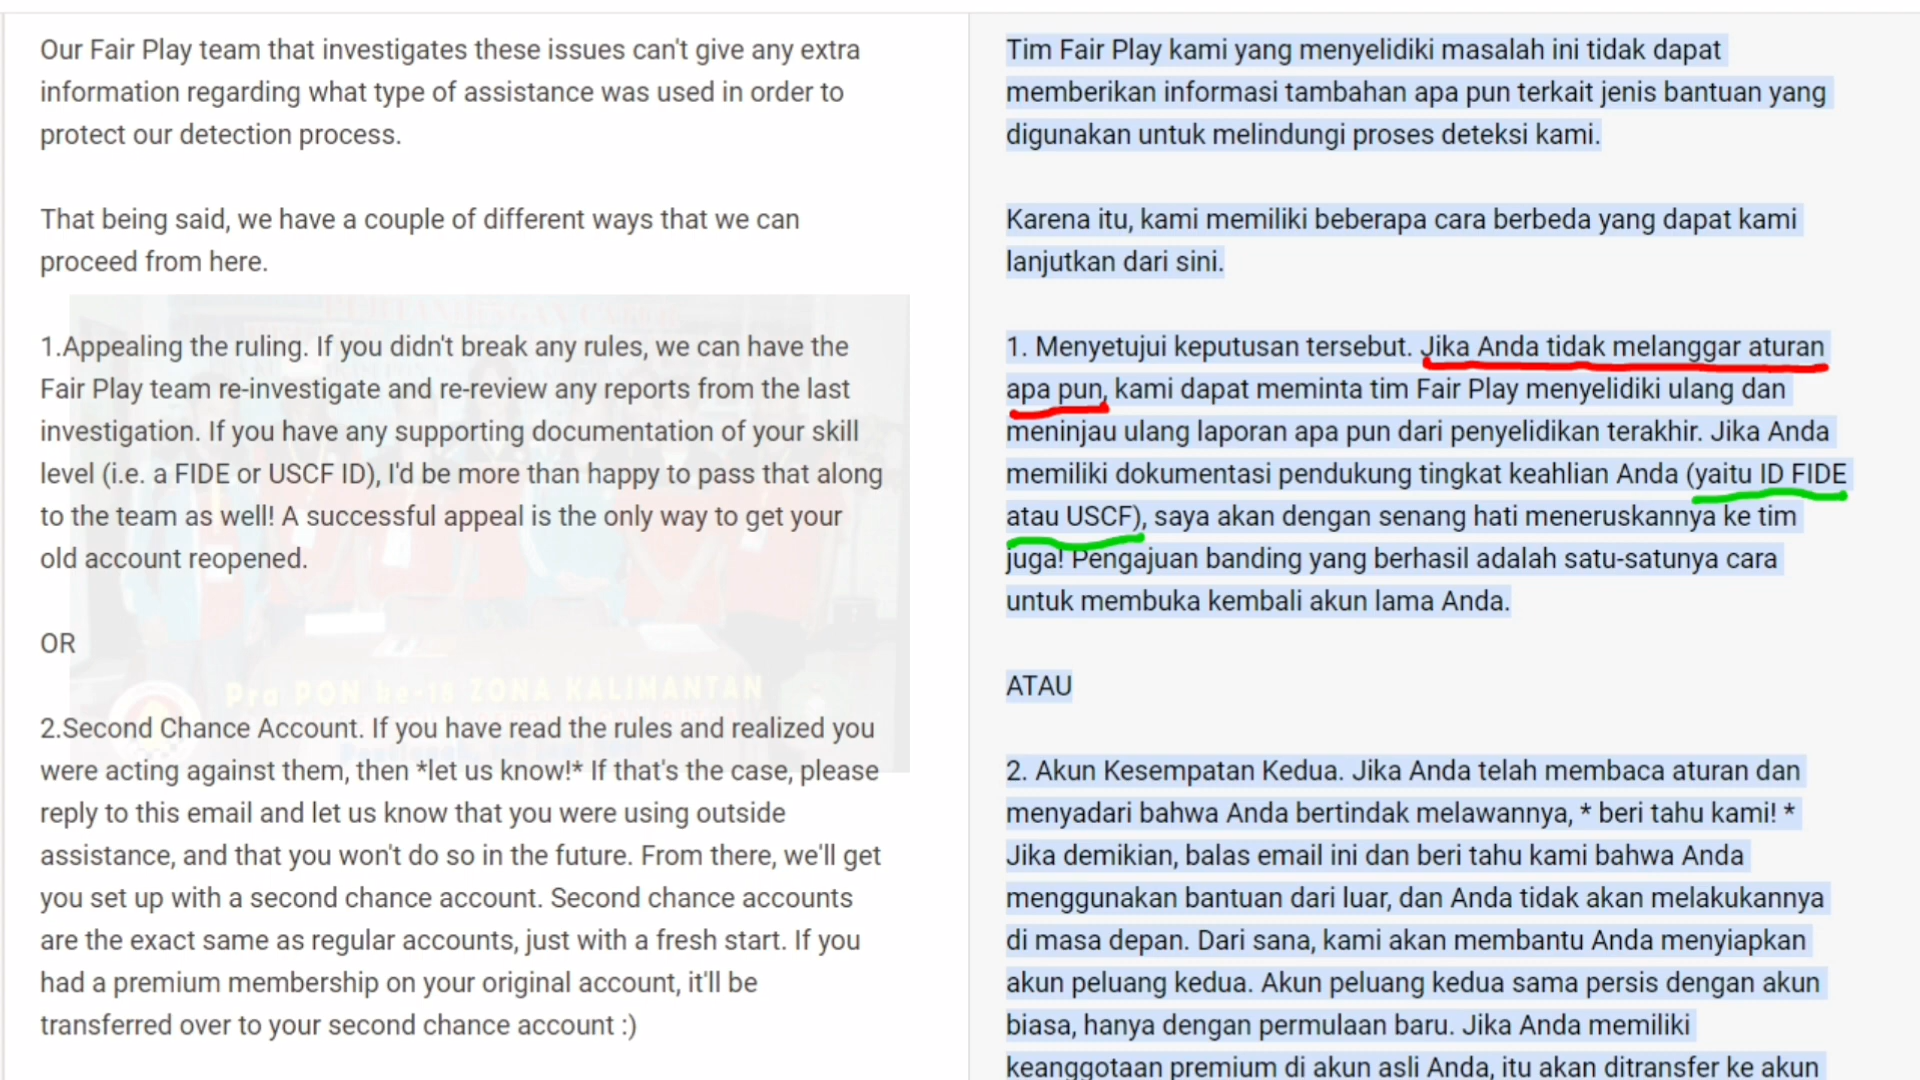 Our Fair Play team that investigates these issues can't give any extra
information regarding what type of assistance was used in order to
protect our detection process.
That being said, we have a couple of different ways that we can
proceed from here.
1.Appealing the ruling. If you didn't break any rules, we can have the
Fair Play team re-investigate and re-review any reports from the last
investigation. If you have any supporting documentation of your skill
level (i.e. a FIDE or USCF ID), I'd be more than happy to pass that along
to the team as well! A successful appeal is the only way to get your
old account reopened.
OR
Pra PON ke-18 ZONA KALIMANTAN
2.Second Chance Account. If you have read the rules and realized you
were acting against them, then *let us know!* If that's the case, please
reply to this email and let us know that you were using outside
assistance, and that you won't do so in the future. From there, we'll get
you set up with a second chance account. Second chance accounts
are the exact same as regular accounts, just with a fresh start. If you
had a premium membership on your original account, it'll be
transferred over to your second chance account :)
Tim Fair Play kami yang menyelidiki masalah ini tidak dapat
memberikan informasi tambahan apa pun terkait jenis bantuan yang
digunakan untuk melindungi proses deteksi kami.
Karena itu, kami memiliki beberapa cara berbeda yang dapat kami
lanjutkan dari sini.
1. Menyetujui keputusan tersebut. Jika Anda tidak melanggar aturan
apa pun, kami dapat meminta tim Fair Play menyelidiki ulang dan
meninjau ulang laporan apa pun dari penyelidikan terakhir. Jika Anda
memiliki dokumentasi pendukung tingkat keahlian Anda (yaitu ID FIDE
atau USCF), saya akan dengan senang hati meneruskannya ke tim
juga! Pengajuan banding yang berhasil adalah satu-satunya cara
untuk membuka kembali akun lama Anda.
ATAU
2. Akun Kesempatan Kedua. Jika Anda telah membaca aturan dan
menyadari bahwa Anda bertindak melawannya, * beri tahu kami! *
Jika demikian, balas email ini dan beri tahu kami bahwa Anda
menggunakan bantuan dari luar, dan Anda tidak akan melakukannya
di masa depan. Dari sana, kami akan membantu Anda menyiapkan
akun peluang kedua. Akun peluang kedua sama persis dengan akun
biasa, hanya dengan permulaan baru. Jika Anda memiliki
keanggotaan premium di akun asli Anda, itu akan ditransfer ke akun